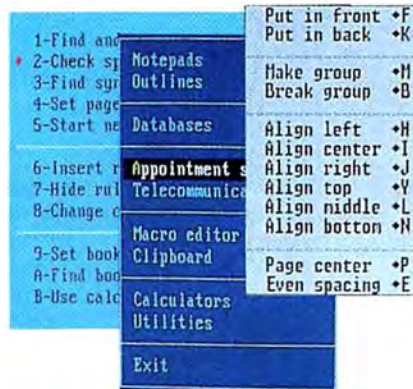 1-Find and
2-Check sp
3-Find syn
4-Set page
5-Start ne
6-Insert r
7-Hide rul
8-Change c
9-Set book
A-Find boo
B-Use calc
Notepads
Outlines
Databases
Appointment s
Telecommunica
Macro editor
Clipboard
Calculators
Utilities
Exit
Put in front ◆F
Put in back ◆K
Make group ◆M
Break group ◆B
Align left ◆H
Align center ◆I
Align right ◆J
Align top ◆Y
Align middle ◆L
Align bottom ◆N
Page center ◆P
Even spacing ◆E